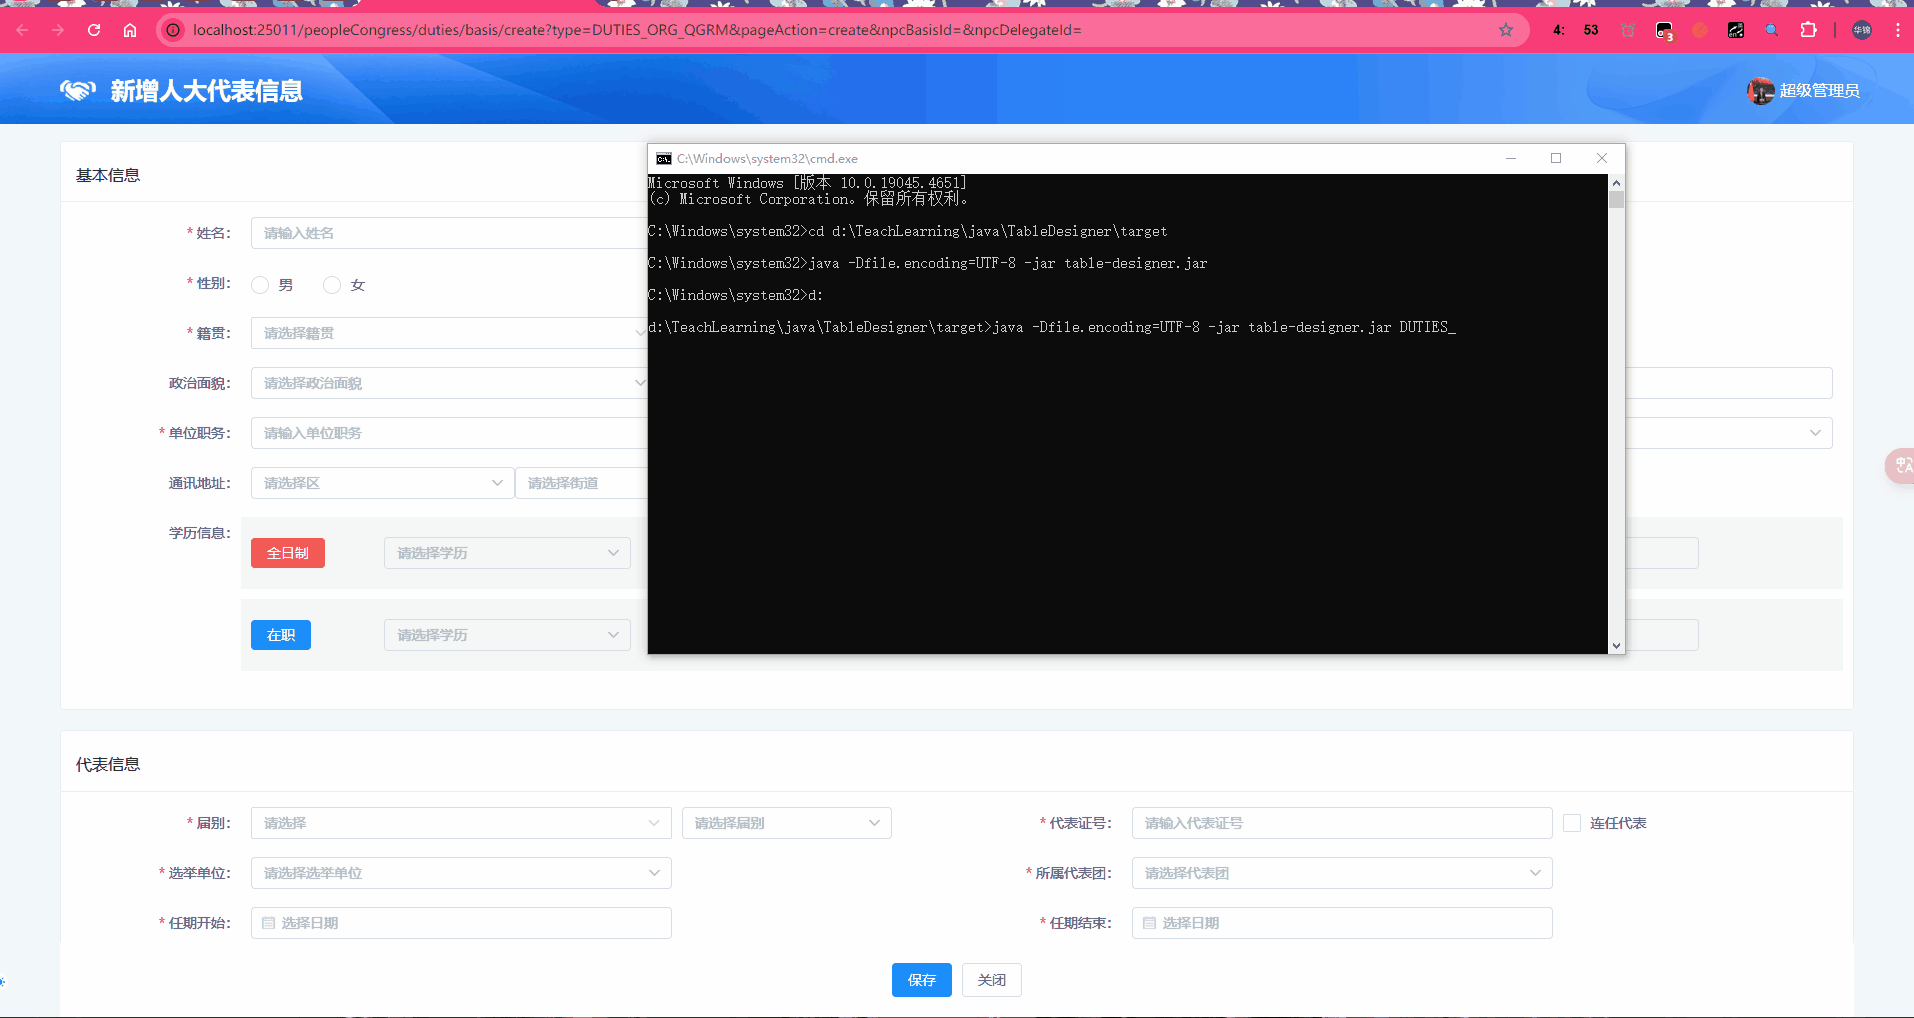 localhost:25011/peopleCongress/duties/basis/create?type=DUTIES_ORG_QGRM&pageAction=create&npcBasisId=&npcDelegateId=
4: 53
3
华锦
新增人大代表信息
超级管理员
C:\Windows\system32\cmd.exe
Microsoft Windows [版本 10.0.19045.4651]
(c) Microsoft Corporation。保留所有权利。
C:\Windows\system32>cd d:\TeachLearning\java\TableDesigner\target
C:\Windows\system32>java -Dfile.encoding=UTF-8 -jar table-designer.jar
C:\Windows\system32>d:
d:\TeachLearning\java\TableDesigner\target>java -Dfile.encoding=UTF-8 -jar table-designer.jar DUTIES_
基本信息
* 姓名： 请输入姓名
* 性别： 男 女
* 籍贯： 请选择籍贯
政治面貌： 请选择政治面貌
* 单位职务： 请输入单位职务
通讯地址： 请选择区 请选择街道
学历信息： 全日制 请选择学历
在职 请选择学历
代表信息
* 届别： 请选择 请选择届别 * 代表证号： 请输入代表证号 连任代表
* 选举单位： 请选择选举单位 * 所属代表团： 请选择代表团
* 任期开始： 选择日期 * 任期结束： 选择日期
保存 关闭